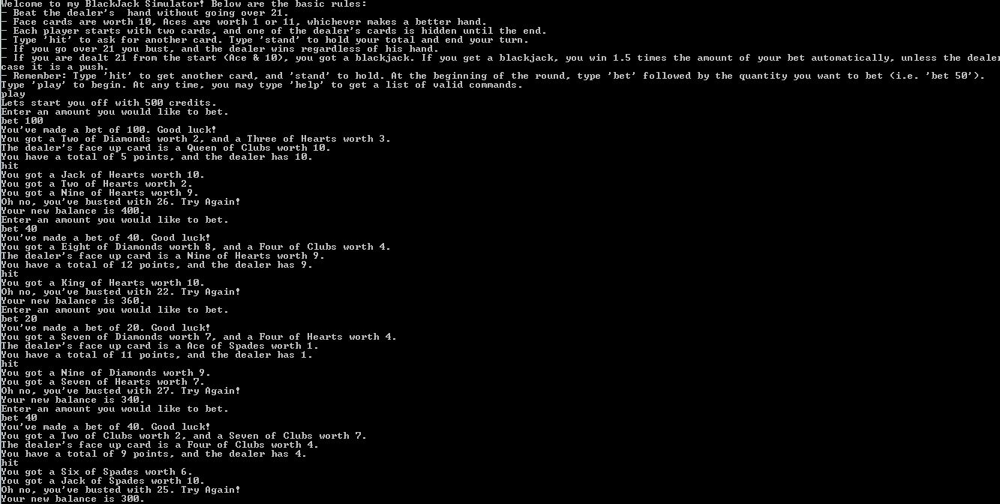 Welcome to my BlackJack Simulator! Below are the basic rules:
- Beat the dealer's  hand without going over 21.
- Face cards are worth 10, Aces are worth 1 or 11, whichever makes a better hand.
- Each player starts with two cards, and one of the dealer's cards is hidden until the end.
- Type 'hit' to ask for another card. Type 'stand' to hold your total and end your turn.
- If you go over 21 you bust, and the dealer wins regardless of his hand.
- If you are dealt 21 from the start (Ace & 10), you got a blackjack. If you get a blackjack, you win 1.5 times the amount of your bet automatically, unless the dealer
case it is a push.
- Remember: Type 'hit' to get another card, and 'stand' to hold. At the beginning of the round, type 'bet' followed by the quantity you want to bet (i.e. 'bet 50').
Type 'play' to begin. At any time, you may type 'help' to get a list of valid commands.
play
Lets start you off with 500 credits.
Enter an amount you would like to bet.
bet 100
You've made a bet of 100. Good luck!
You got a Two of Diamonds worth 2, and a Three of Hearts worth 3.
The dealer's face up card is a Queen of Clubs worth 10.
You have a total of 5 points, and the dealer has 10.
hit
You got a Jack of Hearts worth 10.
You got a Two of Hearts worth 2.
You got a Nine of Hearts worth 9.
Oh no, you've busted with 26. Try Again!
Your new balance is 400.
Enter an amount you would like to bet.
bet 40
You've made a bet of 40. Good luck!
You got a Eight of Diamonds worth 8, and a Four of Clubs worth 4.
The dealer's face up card is a Nine of Hearts worth 9.
You have a total of 12 points, and the dealer has 9.
hit
You got a King of Hearts worth 10.
Oh no, you've busted with 22. Try Again!
Your new balance is 360.
Enter an amount you would like to bet.
bet 20
You've made a bet of 20. Good luck!
You got a Seven of Diamonds worth 7, and a Four of Hearts worth 4.
The dealer's face up card is a Ace of Spades worth 1.
You have a total of 11 points, and the dealer has 1.
hit
You got a Nine of Diamonds worth 9.
You got a Seven of Hearts worth 7.
Oh no, you've busted with 27. Try Again!
Your new balance is 340.
Enter an amount you would like to bet.
bet 40
You've made a bet of 40. Good luck!
You got a Two of Clubs worth 2, and a Seven of Clubs worth 7.
The dealer's face up card is a Four of Clubs worth 4.
You have a total of 9 points, and the dealer has 4.
hit
You got a Six of Spades worth 6.
You got a Jack of Spades worth 10.
Oh no, you've busted with 25. Try Again!
Your new balance is 300.